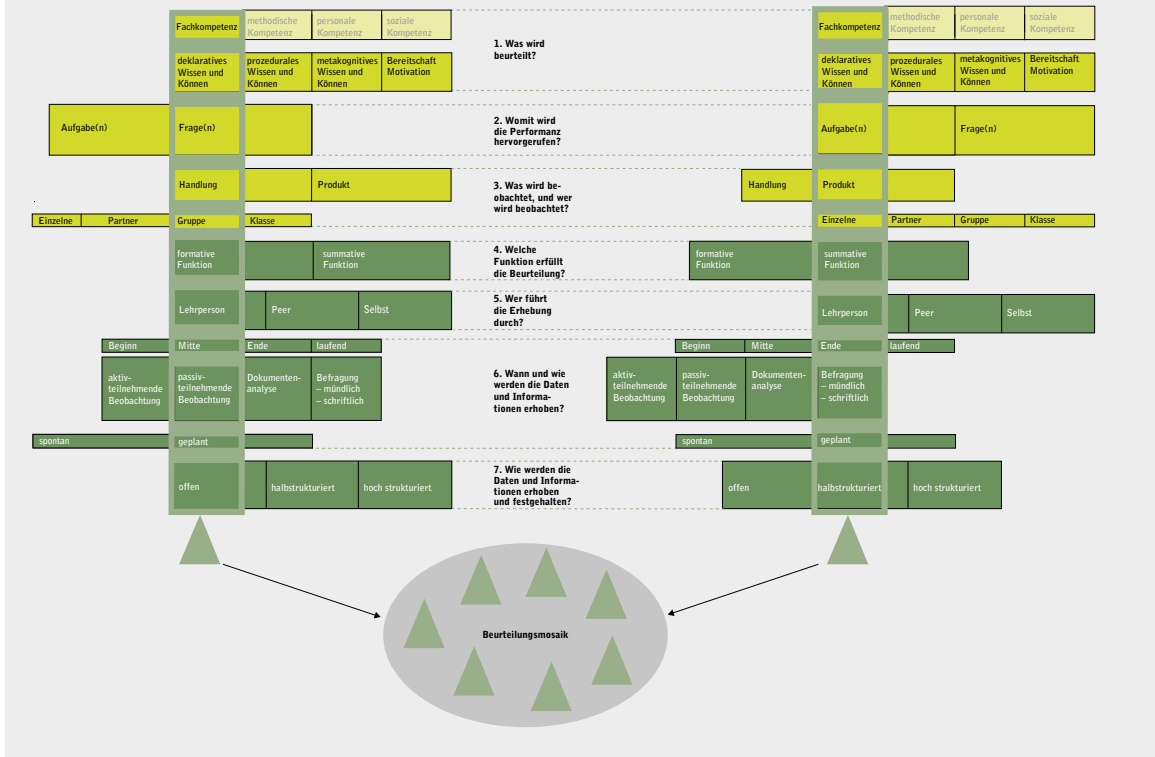 Fachkompetenz
methodische
Kompetenz
personale
Kompetenz
soziale
Kompetenz
deklaratives
Wissen und
Können
prozedurales
Wissen und
Können
metakognitives
Wissen und
Können
Bereitschaft
Motivation
Aufgabe(n)
Frage(n)
Handlung
Produkt
Einzelne
Partner
Gruppe
Klasse
formative
Funktion
summative
Funktion
Lehrperson
Peer
Selbst
Beginn
Mitte
Ende
laufend
aktiv-
teilnehmende
Beobachtung
passiv-
teilnehmende
Beobachtung
Dokumenten-
analyse
Befragung
– mündlich
– schriftlich
spontan
geplant
offen
halbstrukturiert
hoch strukturiert
1. Was wird
beurteilt?
2. Womit wird
die Performanz
hervorgerufen?
3. Was wird be-
obachtet, und wer
wird beobachtet?
4. Welche
Funktion erfüllt
die Beurteilung?
5. Wer führt
die Erhebung
durch?
6. Wann und wie
werden die Daten
und Informa-
tionen erhoben?
7. Wie werden die
Daten und Informa-
tionen erhoben
und festgehalten?
Fachkompetenz
methodische
Kompetenz
personale
Kompetenz
soziale
Kompetenz
deklaratives
Wissen und
Können
prozedurales
Wissen und
Können
metakognitives
Wissen und
Können
Bereitschaft
Motivation
Aufgabe(n)
Frage(n)
Handlung
Produkt
Einzelne
Partner
Gruppe
Klasse
formative
Funktion
summative
Funktion
Lehrperson
Peer
Selbst
Beginn
Mitte
Ende
laufend
aktiv-
teilnehmende
Beobachtung
passiv-
teilnehmende
Beobachtung
Dokumenten-
analyse
Befragung
– mündlich
– schriftlich
spontan
geplant
offen
halbstrukturiert
hoch strukturiert
Beurteilungsmosaik